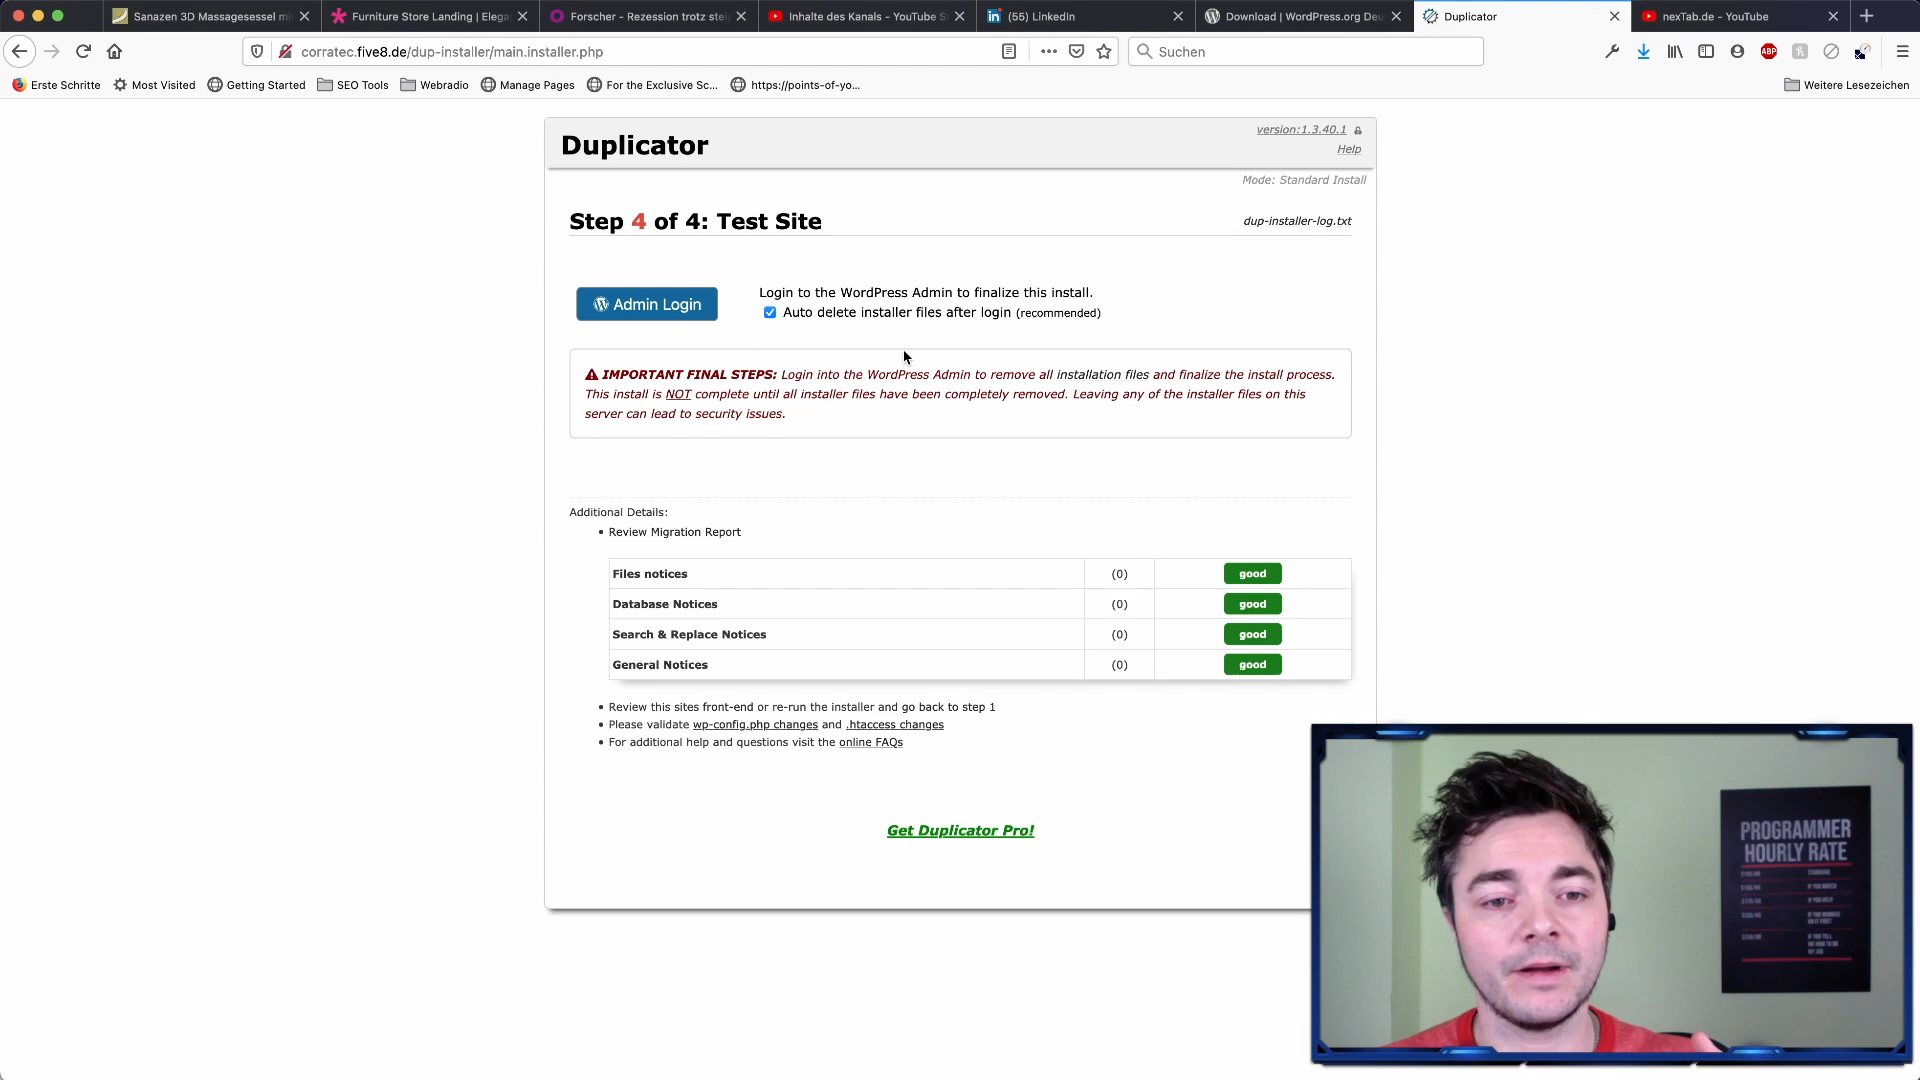 Sanazen 3D Massagesessel mi
Furniture Store Landing | Elega
Forscher - Rezession trotz stei
Inhalte des Kanals - YouTube S
(55) LinkedIn
Download | WordPress.org Deu
Duplicator
nexTab.de - YouTube
corratec.five8.de/dup-installer/main.installer.php
Suchen
ABP
Erste Schritte
Most Visited
Getting Started
SEO Tools
Webradio
Manage Pages
For the Exclusive Sc...
https://points-of-yo...
Weitere Lesezeichen
Duplicator
version:1.3.40.1
Help
Mode: Standard Install
Step 4 of 4: Test Site
dup-installer-log.txt
Admin Login
Login to the WordPress Admin to finalize this install.
Auto delete installer files after login (recommended)
IMPORTANT FINAL STEPS: Login into the WordPress Admin to remove all installation files and finalize the install process.
This install is NOT complete until all installer files have been completely removed. Leaving any of the installer files on this
server can lead to security issues.
Additional Details:
• Review Migration Report
Files notices (0) good
Database Notices (0) good
Search & Replace Notices (0) good
General Notices (0) good
• Review this sites front-end or re-run the installer and go back to step 1
• Please validate wp-config.php changes and .htaccess changes
• For additional help and questions visit the online FAQs
Get Duplicator Pro!
PROGRAMMER
HOURLY RATE
STANDARD
IF YOU WATCH
IF YOU HELP